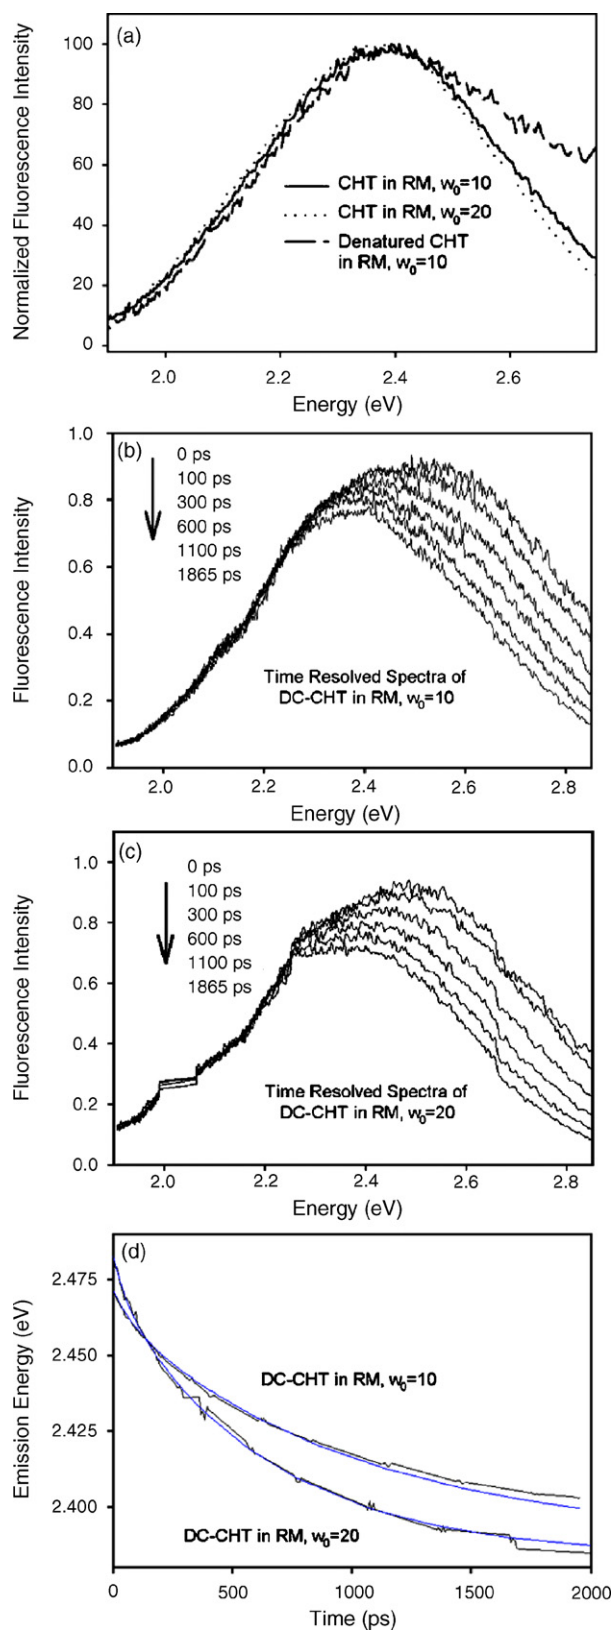 (a)
Normalized Fluorescence Intensity
100
80
60
40
20
0
CHT in RM, w0=10
CHT in RM, w0=20
Denatured CHT
in RM, w0=10
2.0 2.2 2.4 2.6
Energy (eV)
(b)
Fluorescence Intensity
1.0
0.8
0.6
0.4
0.2
0.0
0 ps
100 ps
300 ps
600 ps
1100 ps
1865 ps
Time Resolved Spectra of
DC-CHT in RM, w0=10
2.0 2.2 2.4 2.6 2.8
Energy (eV)
(c)
Fluorescence Intensity
1.0
0.8
0.6
0.4
0.2
0.0
0 ps
100 ps
300 ps
600 ps
1100 ps
1865 ps
Time Resolved Spectra of
DC-CHT in RM, w0=20
2.0 2.2 2.4 2.6 2.8
Energy (eV)
(d)
Emission Energy (eV)
2.475
2.450
2.425
2.400
DC-CHT in RM, w0=10
DC-CHT in RM, w0=20
0 500 1000 1500 2000
Time (ps)